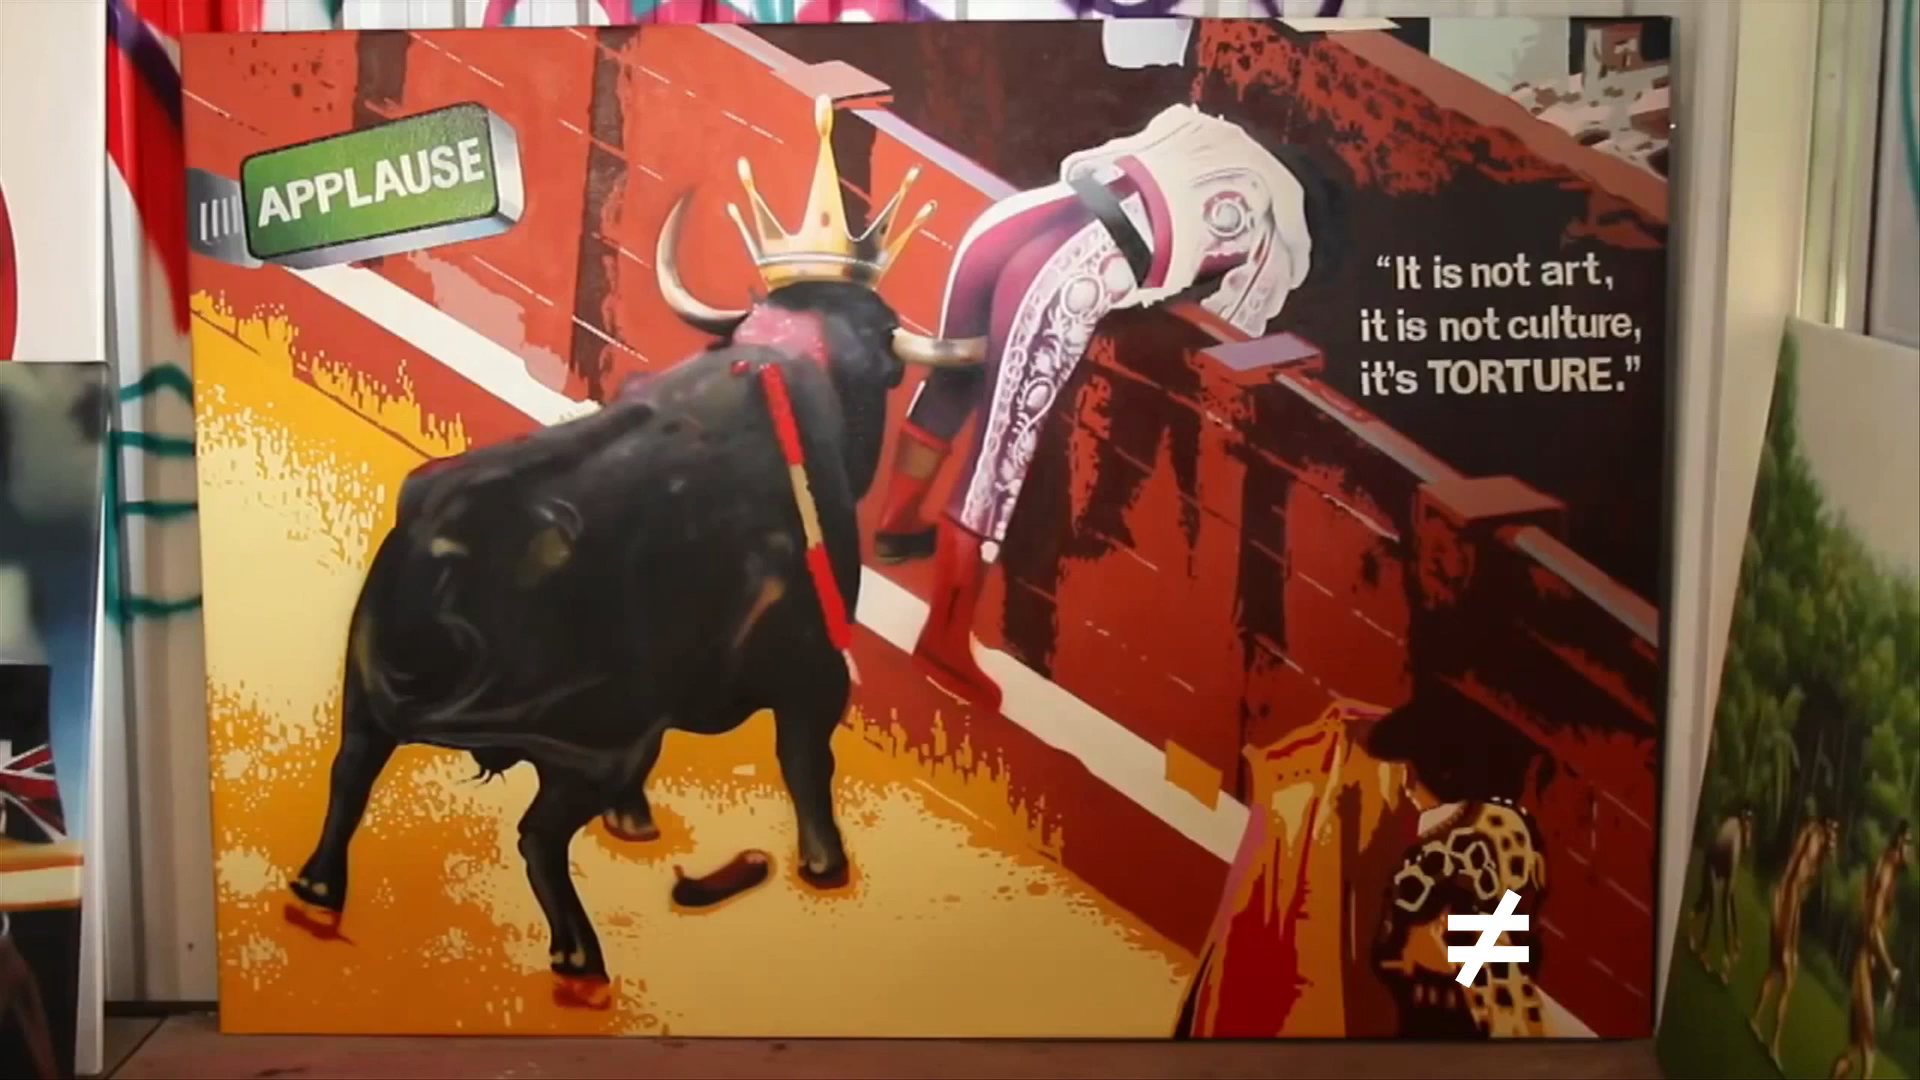 APPLAUSE
“It is not art,
it is not culture,
it's TORTURE.”
≠